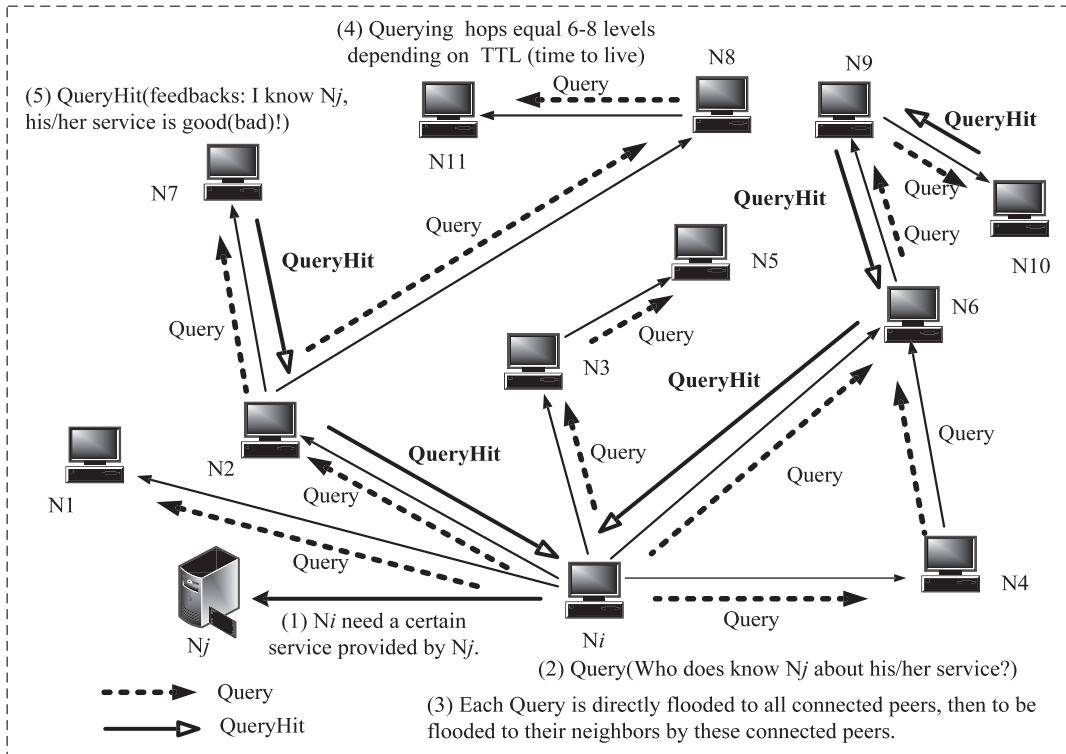 (4) Querying hops equal 6-8 levels
depending on TTL (time to live)
N8
N9
(5) QueryHit(feedbacks: I know Nj,
his/her service is good(bad)!)
Query
QueryHit
N11
N7
Query
Query
QueryHit
Query
N10
QueryHit
N5
N6
Query
Query
N3
QueryHit
N2
QueryHit
Query
Query
N1
Query
Query
Query
N4
Query
(1) Ni need a certain
service provided by Nj.
Nj
Ni
(2) Query(Who does know Nj about his/her service?)
Query
QueryHit
(3) Each Query is directly flooded to all connected peers, then to be
flooded to their neighbors by these connected peers.